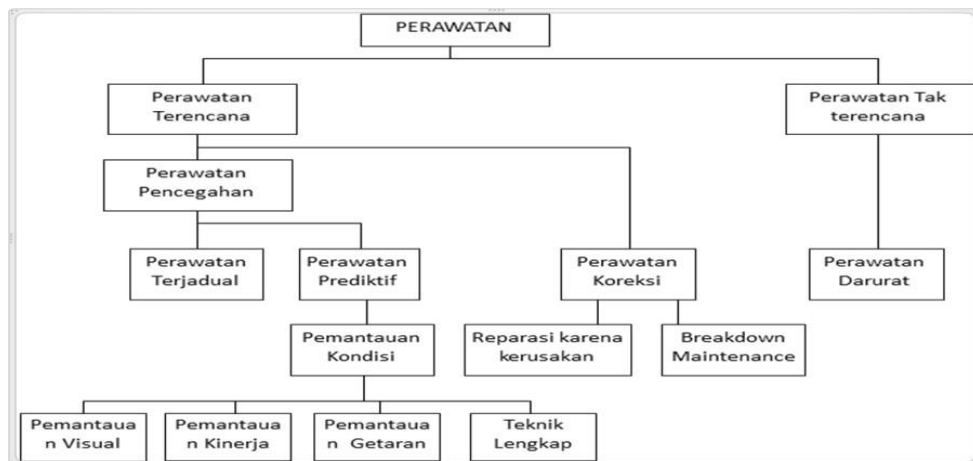 PERAWATAN
Perawatan
Terencana
Perawatan Tak
terencana
Perawatan
Pencegahan
Perawatan
Terjadual
Perawatan
Prediktif
Perawatan
Koreksi
Perawatan
Darurat
Pemantauan
Kondisi
Reparasi karena
kerusakan
Breakdown
Maintenance
Pemantaua
n Visual
Pemantaua
n Kinerja
Pemantaua
n Getaran
Teknik
Lengkap